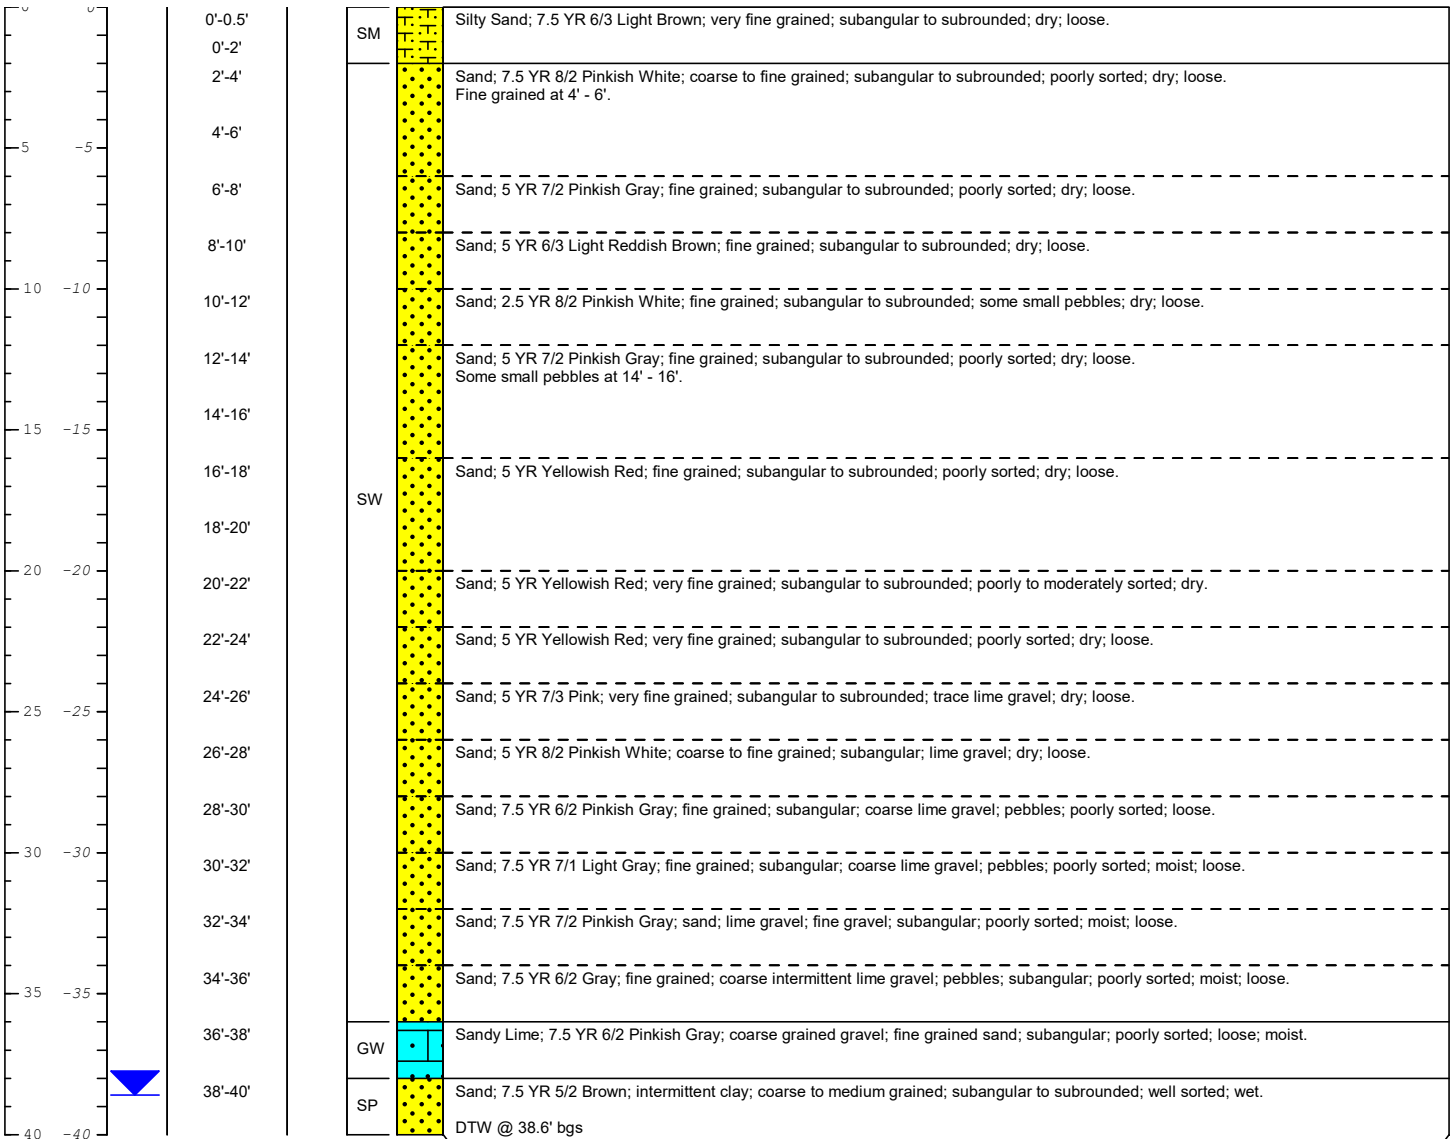 0 0
0'-0.5'
SM
Silty Sand; 7.5 YR 6/3 Light Brown; very fine grained; subangular to subrounded; dry; loose.
0'-2'
2'-4'
Sand; 7.5 YR 8/2 Pinkish White; coarse to fine grained; subangular to subrounded; poorly sorted; dry; loose.
Fine grained at 4' - 6'.
4'-6'
5 -5
6'-8'
Sand; 5 YR 7/2 Pinkish Gray; fine grained; subangular to subrounded; poorly sorted; dry; loose.
8'-10'
Sand; 5 YR 6/3 Light Reddish Brown; fine grained; subangular to subrounded; dry; loose.
10 -10
10'-12'
Sand; 2.5 YR 8/2 Pinkish White; fine grained; subangular to subrounded; some small pebbles; dry; loose.
12'-14'
Sand; 5 YR 7/2 Pinkish Gray; fine grained; subangular to subrounded; poorly sorted; dry; loose.
Some small pebbles at 14' - 16'.
14'-16'
15 -15
16'-18'
Sand; 5 YR Yellowish Red; fine grained; subangular to subrounded; poorly sorted; dry; loose.
SW
18'-20'
20 -20
20'-22'
Sand; 5 YR Yellowish Red; very fine grained; subangular to subrounded; poorly to moderately sorted; dry.
22'-24'
Sand; 5 YR Yellowish Red; very fine grained; subangular to subrounded; poorly sorted; dry; loose.
24'-26'
Sand; 5 YR 7/3 Pink; very fine grained; subangular to subrounded; trace lime gravel; dry; loose.
25 -25
26'-28'
Sand; 5 YR 8/2 Pinkish White; coarse to fine grained; subangular; lime gravel; dry; loose.
28'-30'
Sand; 7.5 YR 6/2 Pinkish Gray; fine grained; subangular; coarse lime gravel; pebbles; poorly sorted; loose.
30 -30
30'-32'
Sand; 7.5 YR 7/1 Light Gray; fine grained; subangular; coarse lime gravel; pebbles; poorly sorted; moist; loose.
32'-34'
Sand; 7.5 YR 7/2 Pinkish Gray; sand; lime gravel; fine gravel; subangular; poorly sorted; moist; loose.
34'-36'
Sand; 7.5 YR 6/2 Gray; fine grained; coarse intermittent lime gravel; pebbles; subangular; poorly sorted; moist; loose.
35 -35
36'-38'
GW
Sandy Lime; 7.5 YR 6/2 Pinkish Gray; coarse grained gravel; fine grained sand; subangular; poorly sorted; loose; moist.
38'-40'
SP
Sand; 7.5 YR 5/2 Brown; intermittent clay; coarse to medium grained; subangular to subrounded; well sorted; wet.
DTW @ 38.6' bgs
40 -40